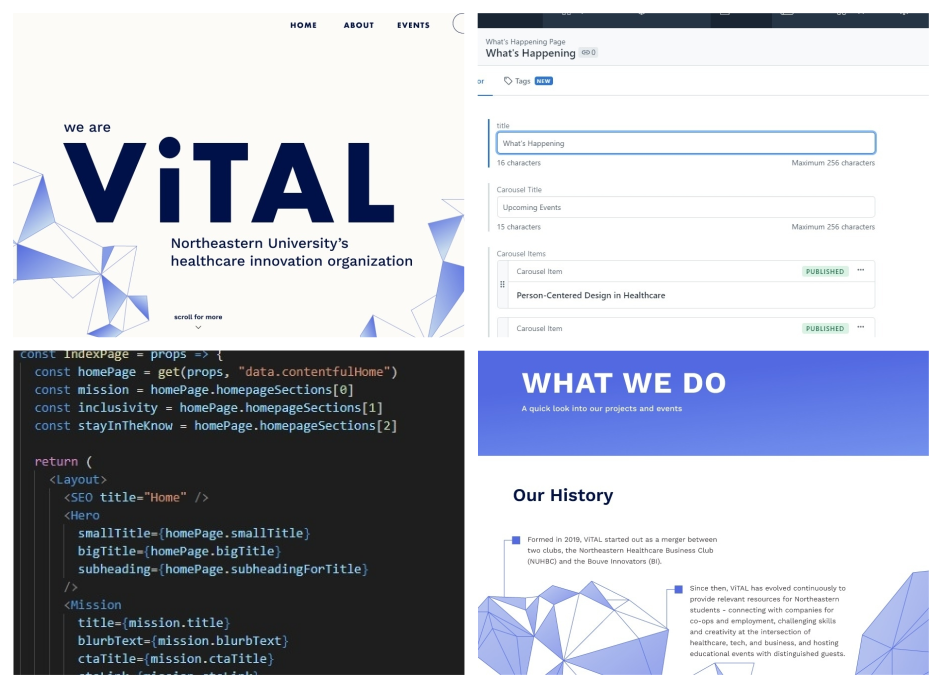 HOME ABOUT EVENTS
we are
ViTAL
Northeastern University's
healthcare innovation organization
scroll for more
What's Happening Page
What's Happening 0
or Tags NEW
title
What's Happening
16 characters Maximum 256 characters
Carousel Title
Upcoming Events
15 characters Maximum 256 characters
Carousel Items
Carousel Item PUBLISHED ...
Person-Centered Design in Healthcare
Carousel Item PUBLISHED ...
const IndexPage = props => {
const homePage = get(props, "data.contentfulHome")
const mission = homePage.homepageSections[0]
const inclusivity = homePage.homepageSections[1]
const stayInTheKnow = homePage.homepageSections[2]
return (
<Layout>
<SEO title="Home" />
<Hero
smallTitle={homePage.smallTitle}
bigTitle={homePage.bigTitle}
subheading={homePage.subheadingForTitle}
/>
<Mission
title={mission.title}
blurbText={mission.blurbText}
ctaTitle={mission.ctaTitle}
WHAT WE DO
A quick look into our projects and events
Our History
Formed in 2019, ViTAL started out as a merger between
two clubs, the Northeastern Healthcare Business Club
(NUHBC) and the Bouve Innovators (BI).
Since then, ViTAL has evolved continuously to
provide relevant resources for Northeastern
students - connecting with companies for
co-ops and employment, challenging skills
and creativity at the intersection of
healthcare, tech, and business, and hosting
educational events with distinguished guests.